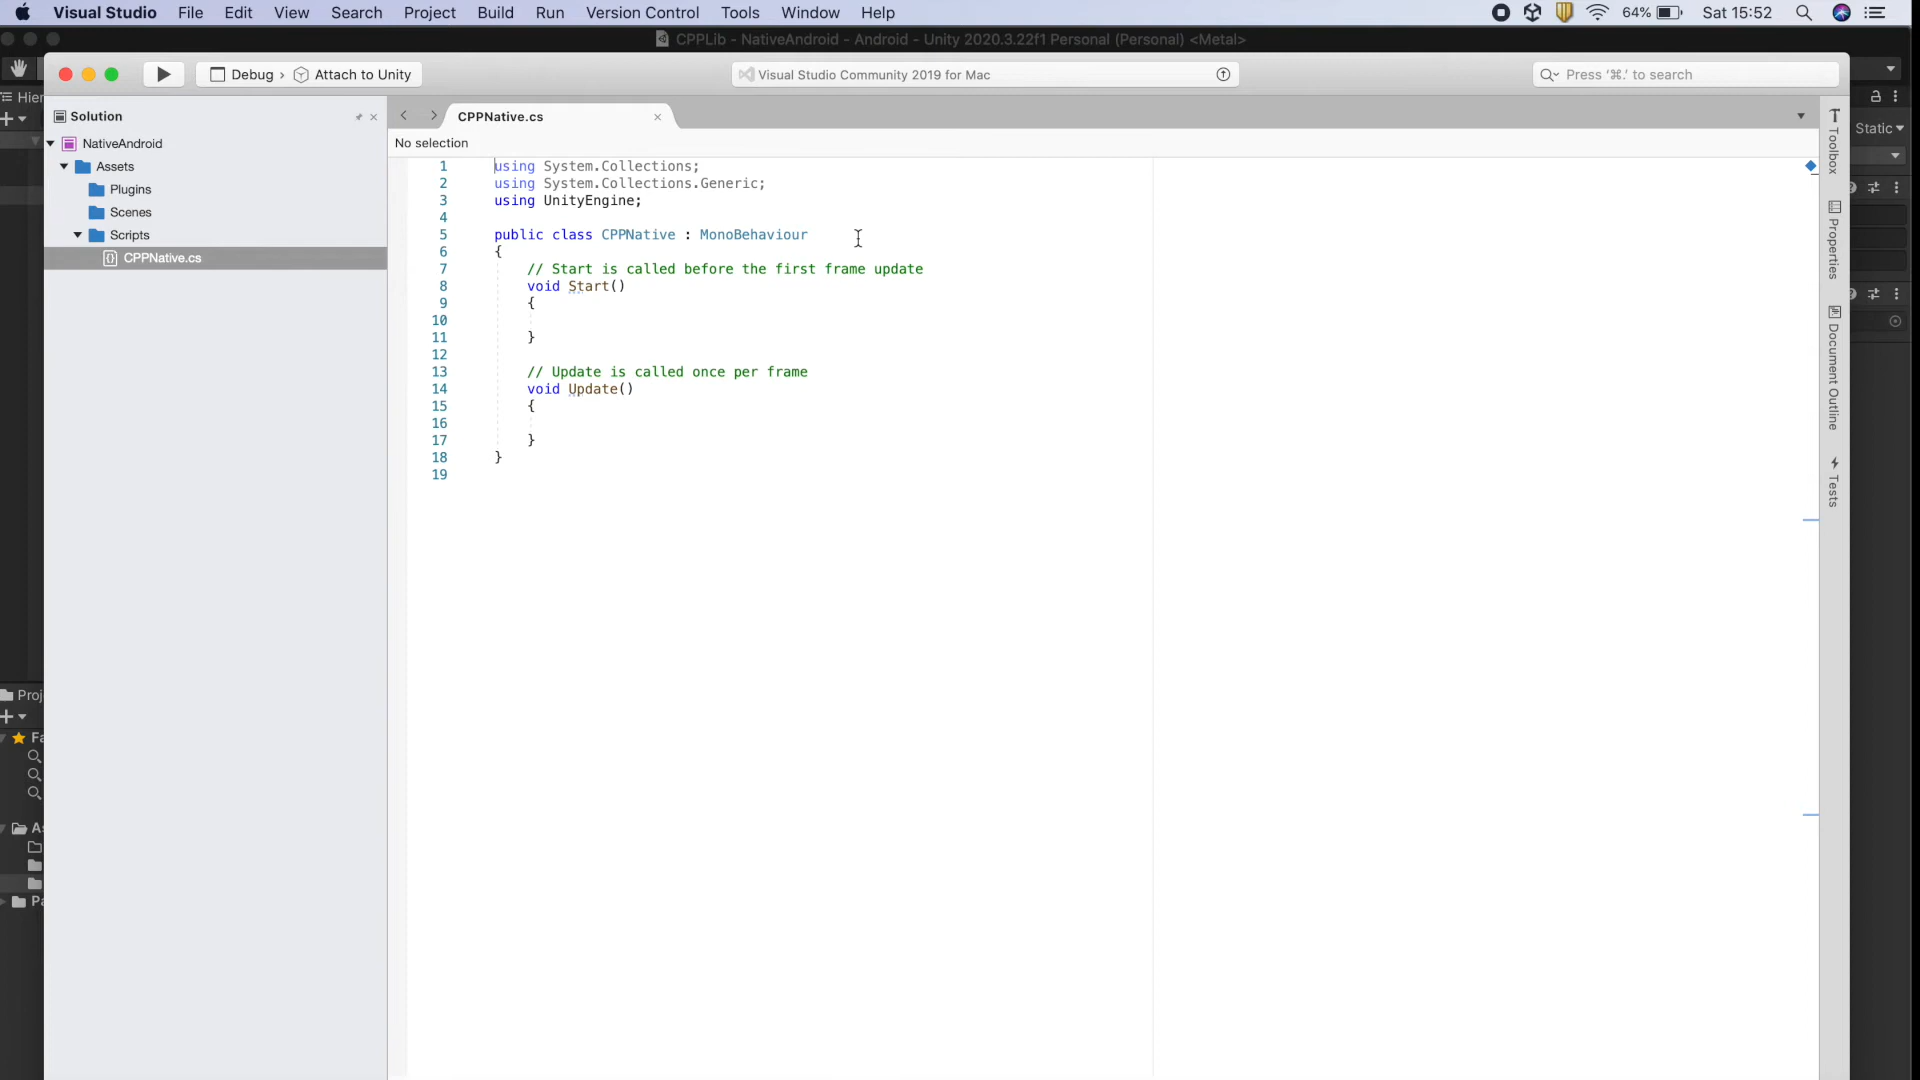 Visual Studio File Edit View Search Project Build Run Version Control Tools Window Help 64% Sat 15:52
CPPLib - NativeAndroid - Android - Unity 2020.3.22f1 Personal (Personal) <Metal>
Debug › Attach to Unity
Visual Studio Community 2019 for Mac
Press '⌘.' to search
Hier
Static
Solution
NativeAndroid
Assets
Plugins
Scenes
Scripts
CPPNative.cs
CPPNative.cs
No selection
1 using System.Collections;
2 using System.Collections.Generic;
3 using UnityEngine;
4
5 public class CPPNative : MonoBehaviour
6 {
7 // Start is called before the first frame update
8 void Start()
9 {
10
11 }
12
13 // Update is called once per frame
14 void Update()
15 {
16
17 }
18 }
19
Toolbox
Properties
Document Outline
Tests
Proj
Fa
As
Pa